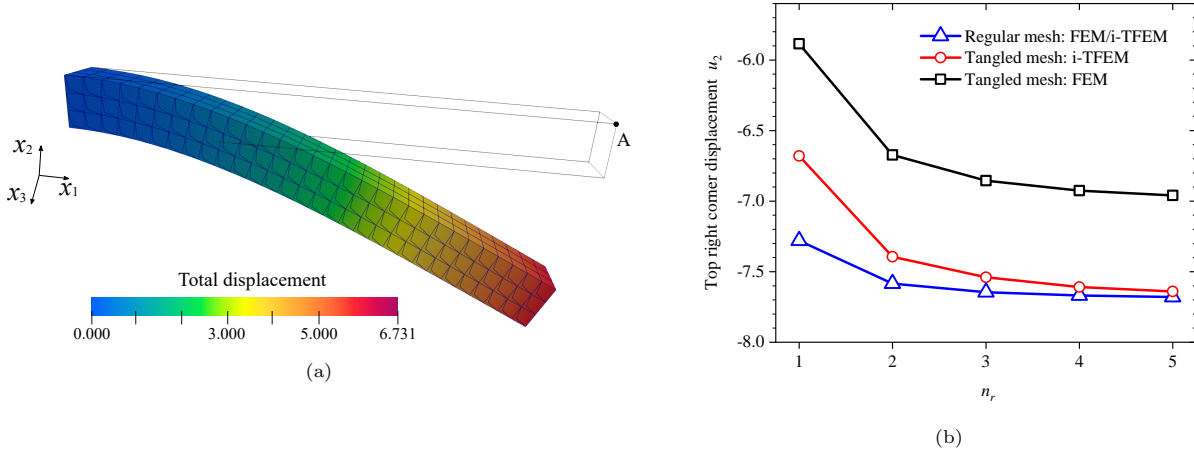 A
x₂
x₃
x₁
Total displacement
0.000 3.000 5.000 6.731
(a)
Regular mesh: FEM/i-TFEM
Tangled mesh: i-TFEM
Tangled mesh: FEM
Top right corner displacement u₂
-6.0
-6.5
-7.0
-7.5
-8.0
1 2 3 4 5
nᵣ
(b)